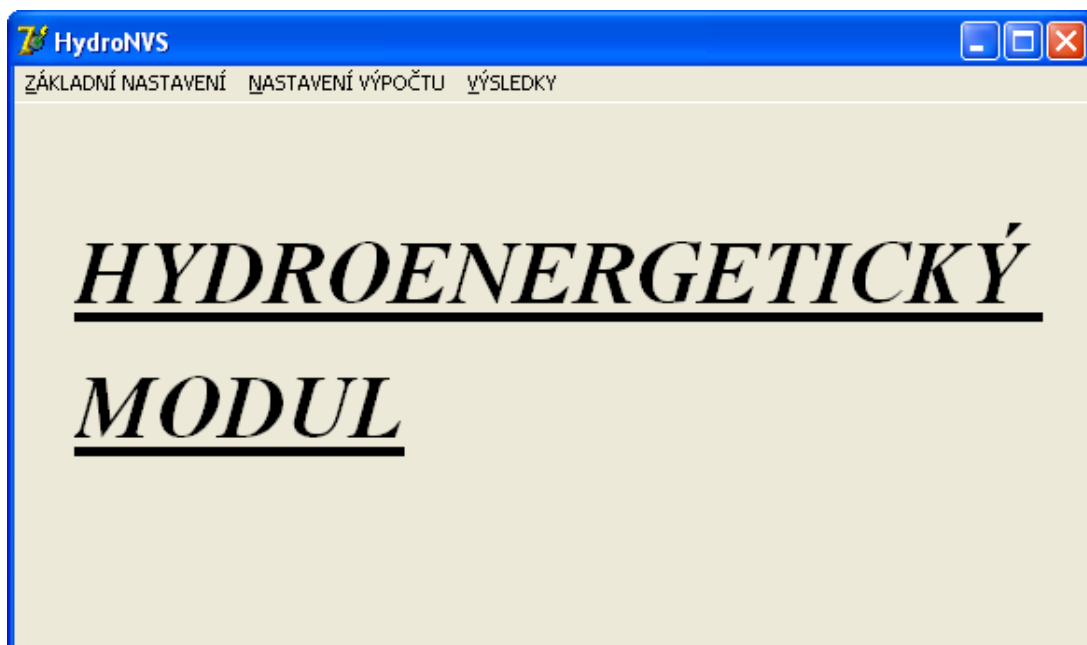 HydroNVS
ZÁKLADNÍ NASTAVENÍ NASTAVENÍ VÝPOČTU VÝSLEDKY
HYDROENERGETICKÝ
MODUL